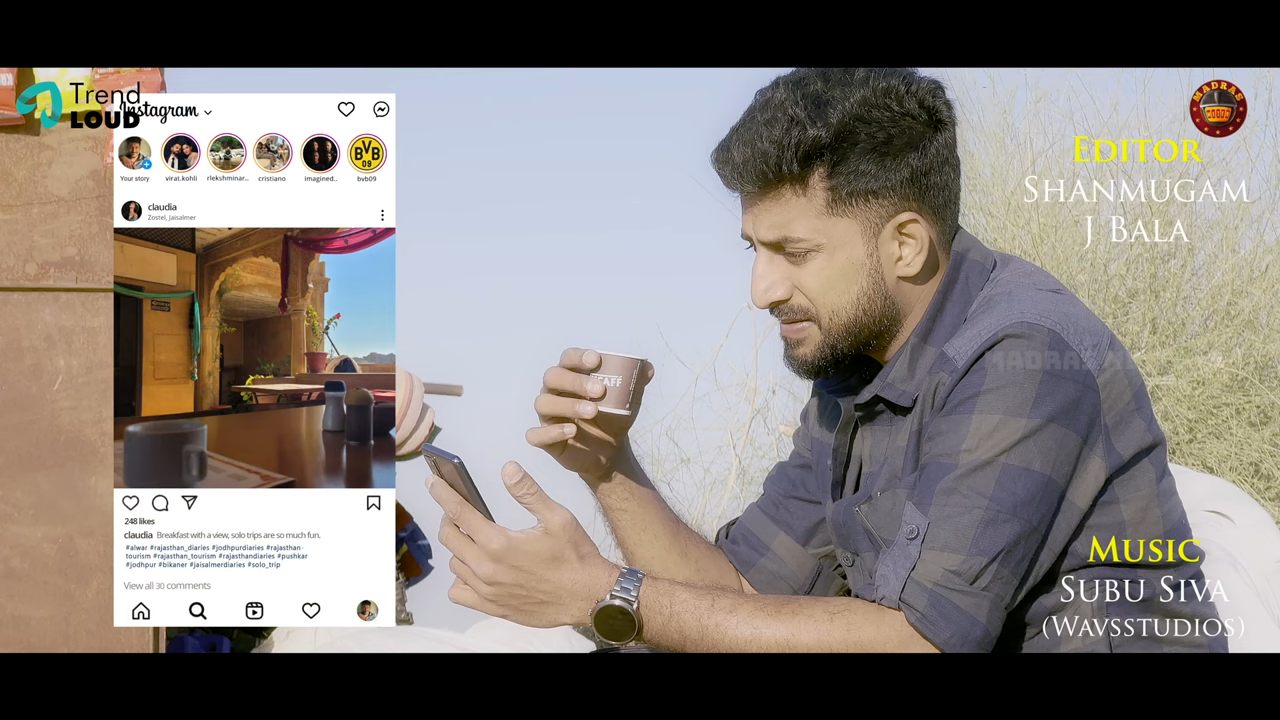 Trend
LOUD
Instagram
Your story
virat.kohli
rlekshminar..
cristiano
imagined..
BVB
09
bvb09
claudia
Zostel, Jaisalmer
248 likes
claudia Breakfast with a view, solo trips are so much fun.
#alwar #rajasthan_diaries #jodhpurdiaries #rajasthan-
tourism #rajasthan_tourism #rajasthandiaries #pushkar
#jodhpur #bikaner #jaisalmerdiaries #solo_trip
View all 30 comments
MADRAS
Editor
Shanmugam
J Bala
Music
Subu Siva
(Wavsstudios)